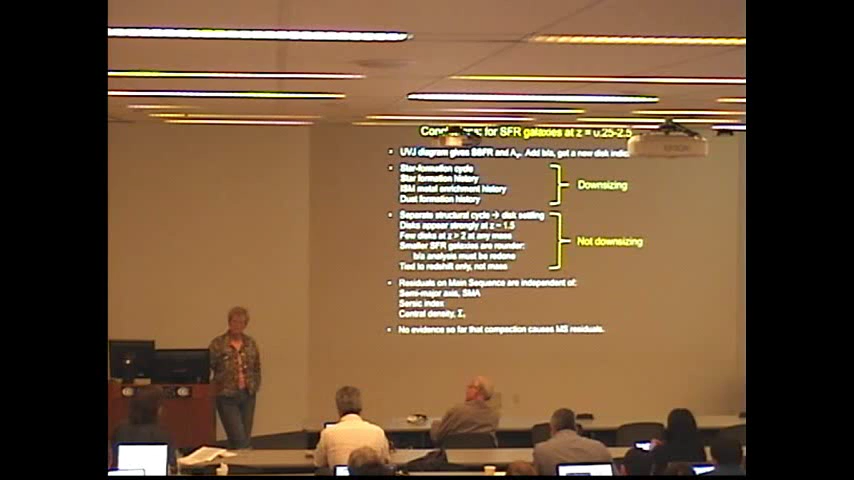 for SFR galaxies at z = 0.25-2.5
• UVJ diagram gives SSFR and Aᵥ. Add b/a, get a new disk indic
• Star-formation cycle
Star formation history
ISM metal enrichment history
Dust formation history
Downsizing
• Separate structural cycle → disk settling
Disks appear strongly at z ~ 1.5
Few disks at z > 2 at any mass
Smaller SFR galaxies are rounder:
b/a analysis must be redone
Tied to redshift only, not mass
Not downsizing
• Residuals on Main Sequence are independent of:
Semi-major axis, SMA
Sersic index
Central density, Σ
• No evidence so far that compaction causes MS residuals.
EPSON